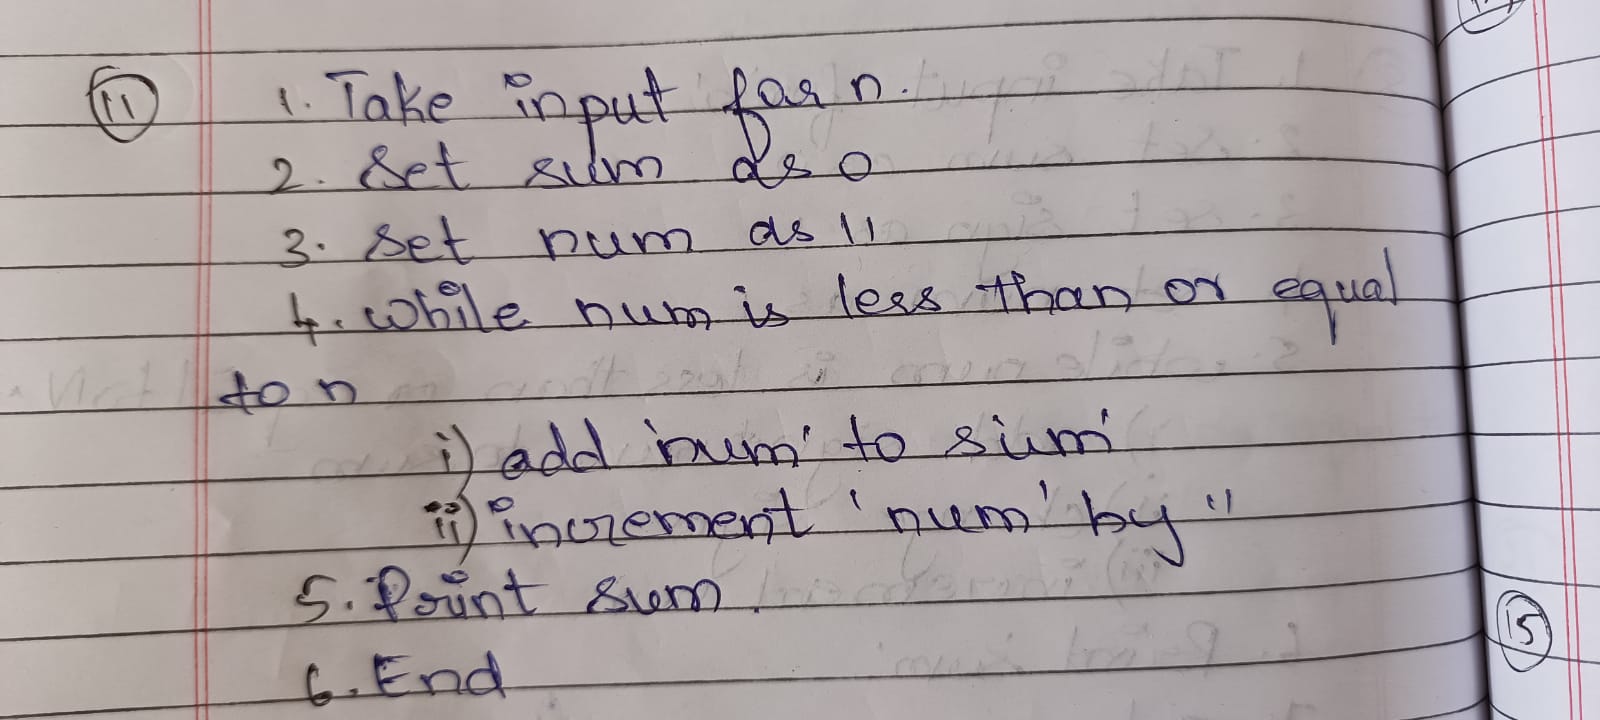 11 1. Take input for n.
2. Set sum as 0
3. Set num as 11
4. While num is less than or equal
to n
i) add 'num' to sum'
ii) increment 'num' by 11
5. Print sum.
6. End
15